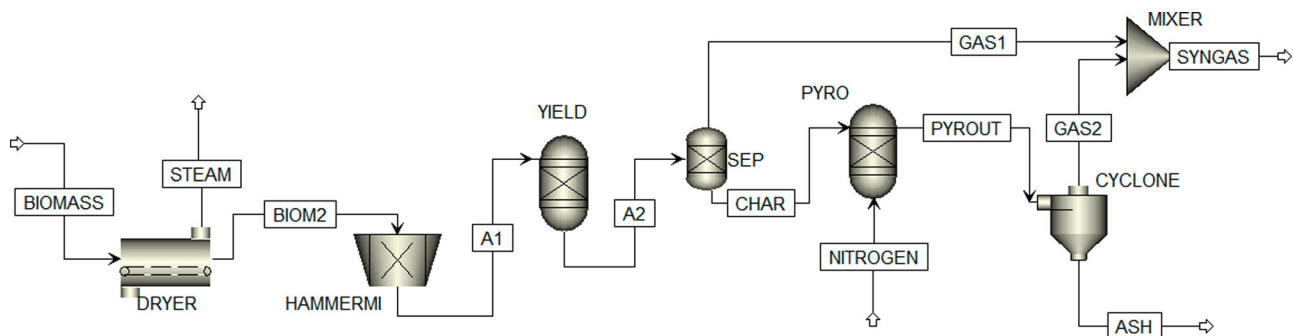 MIXER
GAS1
SYNGAS
PYRO
YIELD
PYROUT
GAS2
STEAM
SEP
CYCLONE
BIOMASS
BIOM2
A1
A2
CHAR
NITROGEN
DRYER
HAMMERMI
ASH